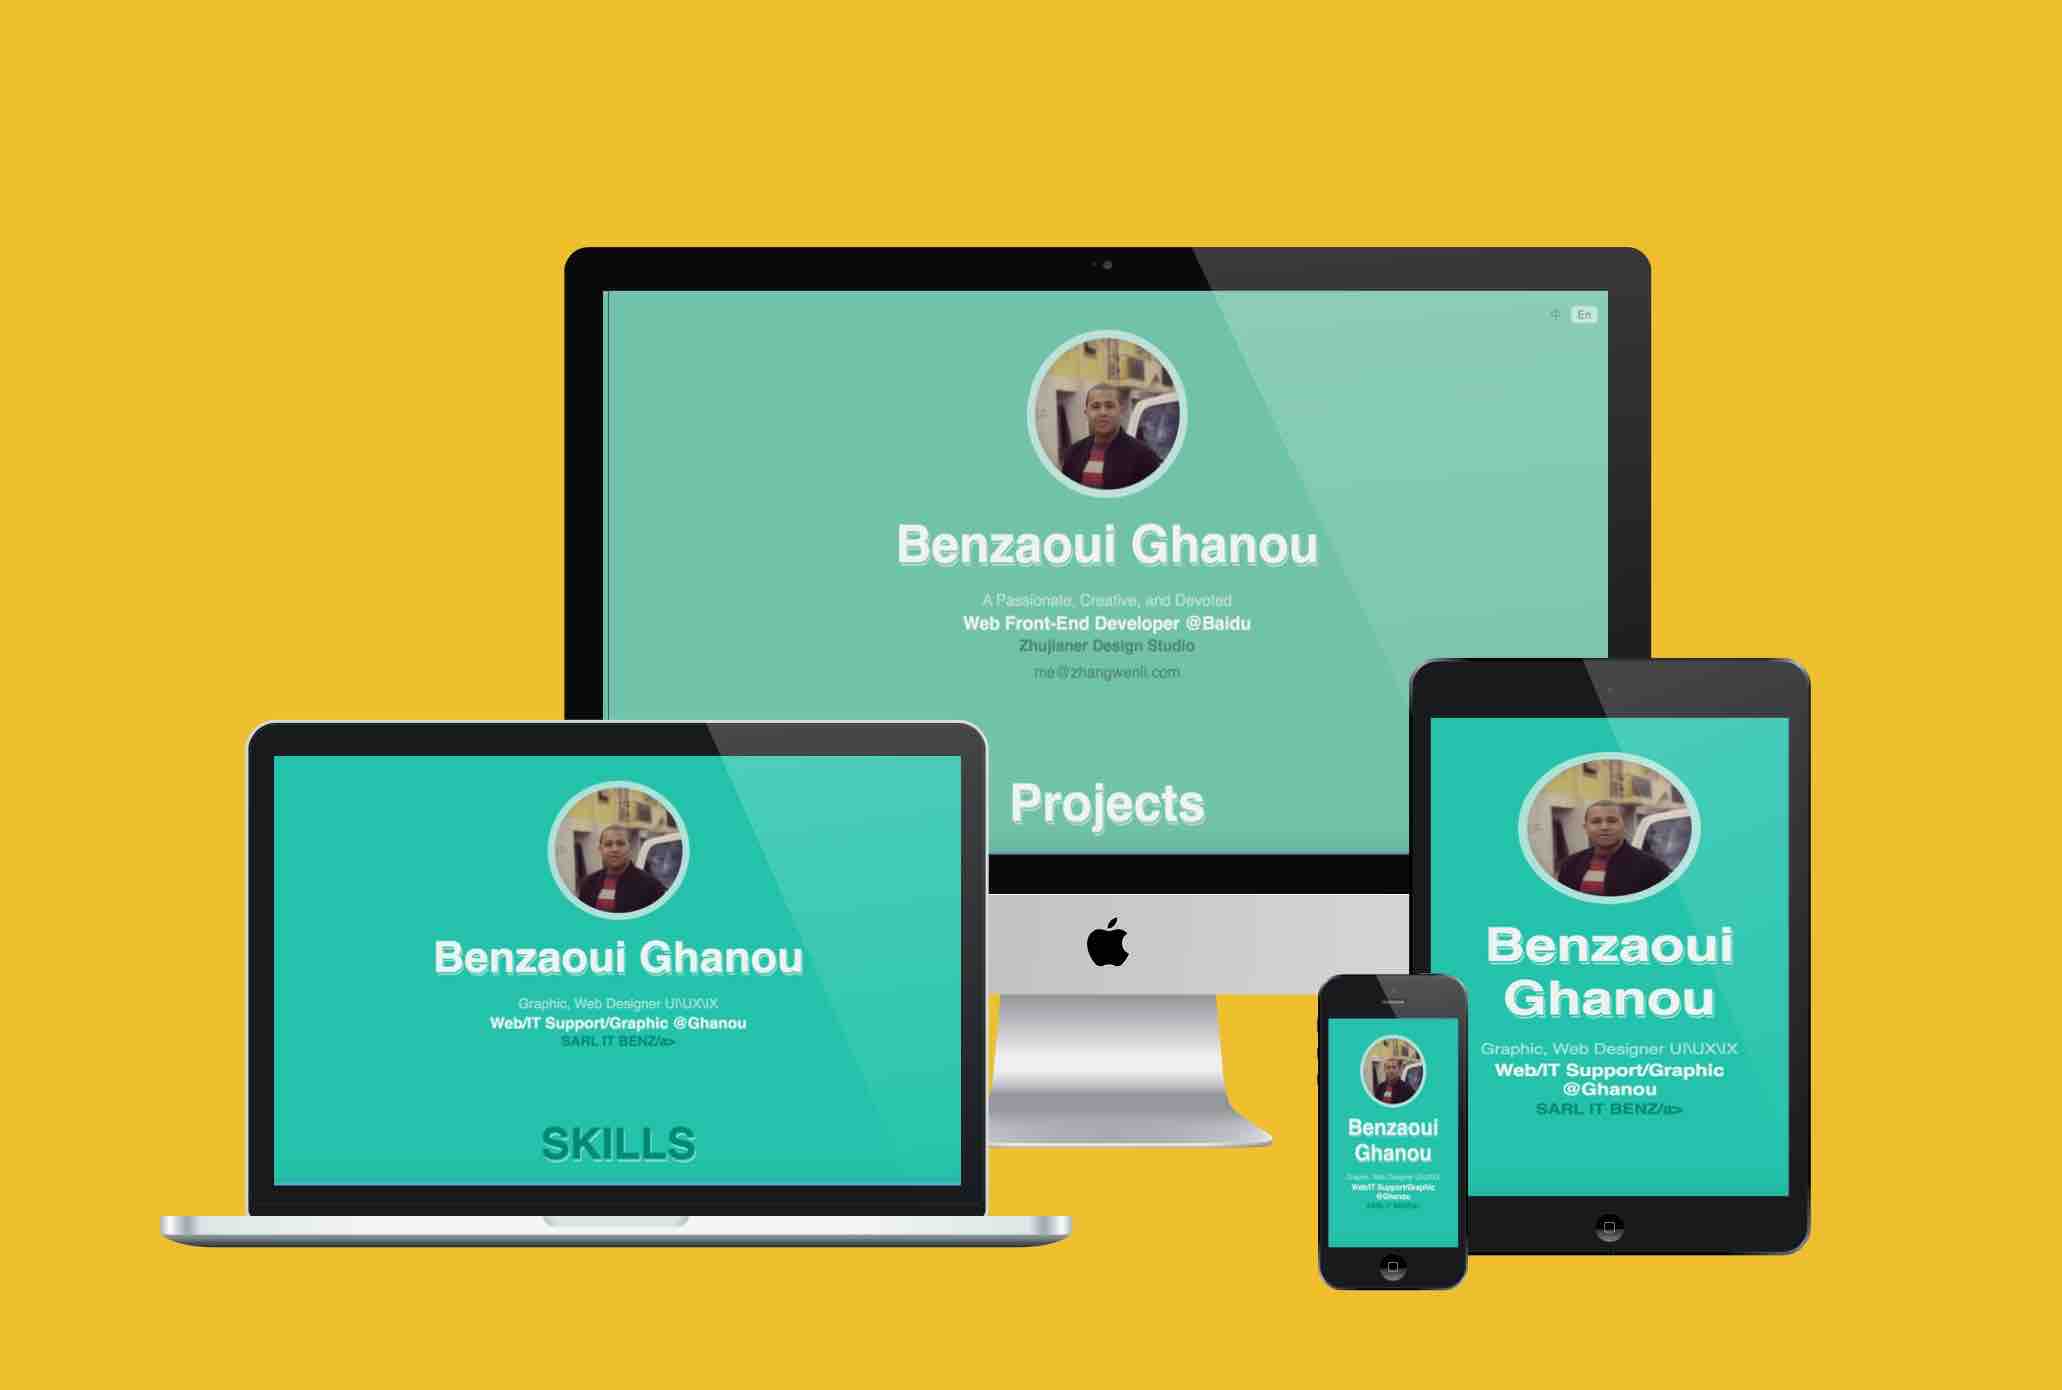 中 En
Benzaoui Ghanou
A Passionate, Creative, and Devoted
Web Front-End Developer @Baidu
Zhujianer Design Studio
me@zhangwenli.com
Projects
Benzaoui Ghanou
Graphic, Web Designer UI\UX\IX
Web/IT Support/Graphic @Ghanou
SARL IT BENZ/a>
SKILLS
Benzaoui
Ghanou
Graphic, Web Designer UI\UX\IX
Web/IT Support/Graphic
@Ghanou
SARL IT BENZ/a>
Benzaoui
Ghanou
Graphic, Web Designer UI\UX\IX
Web/IT Support/Graphic
@Ghanou
SARL IT BENZ/a>